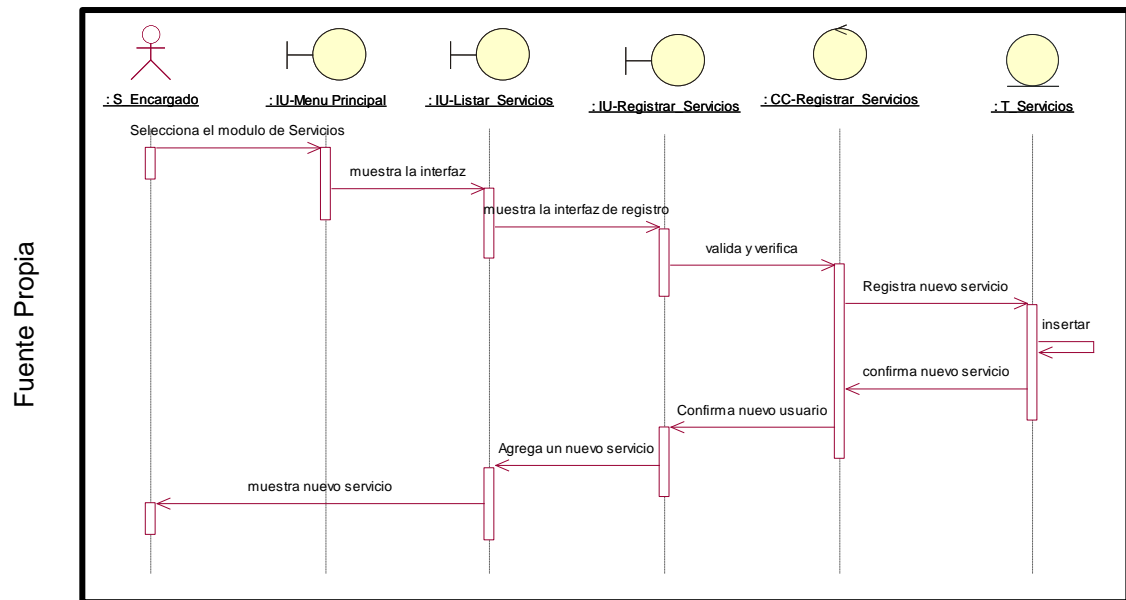 : S_Encargado
: IU-Menu Principal
: IU-Listar_Servicios
: IU-Registrar_Servicios
: CC-Registrar_Servicios
: T_Servicios
Selecciona el modulo de Servicios
muestra la interfaz
muestra la interfaz de registro
valida y verifica
Registra nuevo servicio
insertar
confirma nuevo servicio
Confirma nuevo usuario
Agrega un nuevo servicio
muestra nuevo servicio
Fuente Propia